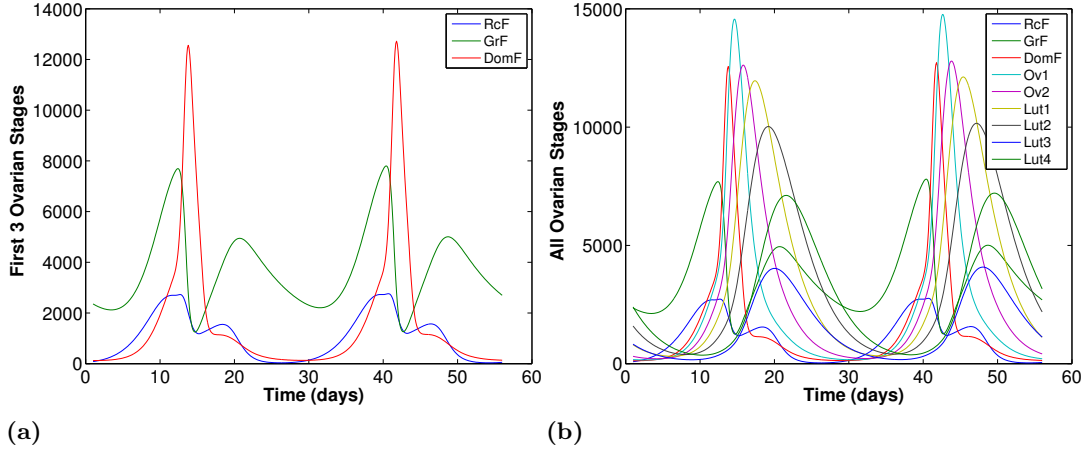 14000
12000
10000
8000
6000
4000
2000
0
First 3 Ovarian Stages
0 10 20 30 40 50 60
Time (days)
RcF
GrF
DomF
(a)
15000
10000
5000
0
All Ovarian Stages
10 20 30 40 50 60
Time (days)
RcF
GrF
DomF
Ov1
Ov2
Lut1
Lut2
Lut3
Lut4
(b)